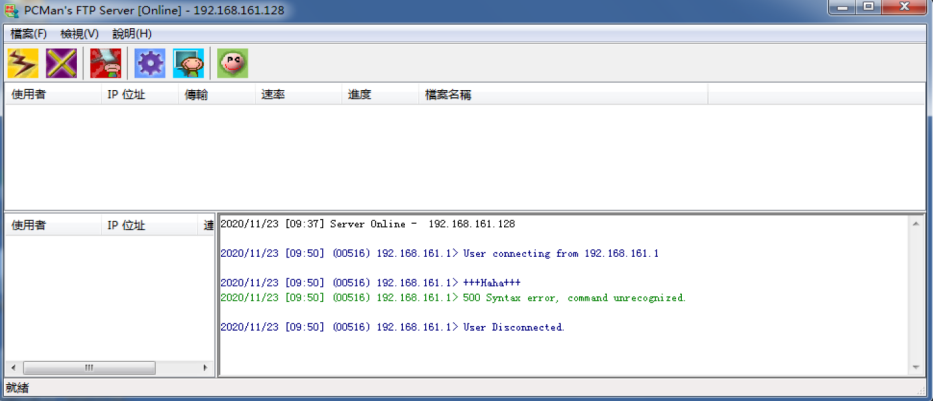 PCMan's FTP Server [Online] - 192.168.161.128
檔案(F) 檢視(V) 說明(H)
使用者 IP 位址 傳輸 速率 進度 檔案名稱
使用者 IP 位址 連
2020/11/23 [09:37] Server Online - 192.168.161.128
2020/11/23 [09:50] (00516) 192.168.161.1> User connecting from 192.168.161.1
2020/11/23 [09:50] (00516) 192.168.161.1> +++Haha+++
2020/11/23 [09:50] (00516) 192.168.161.1> 500 Syntax error, command unrecognized.
2020/11/23 [09:50] (00516) 192.168.161.1> User Disconnected.
就緒